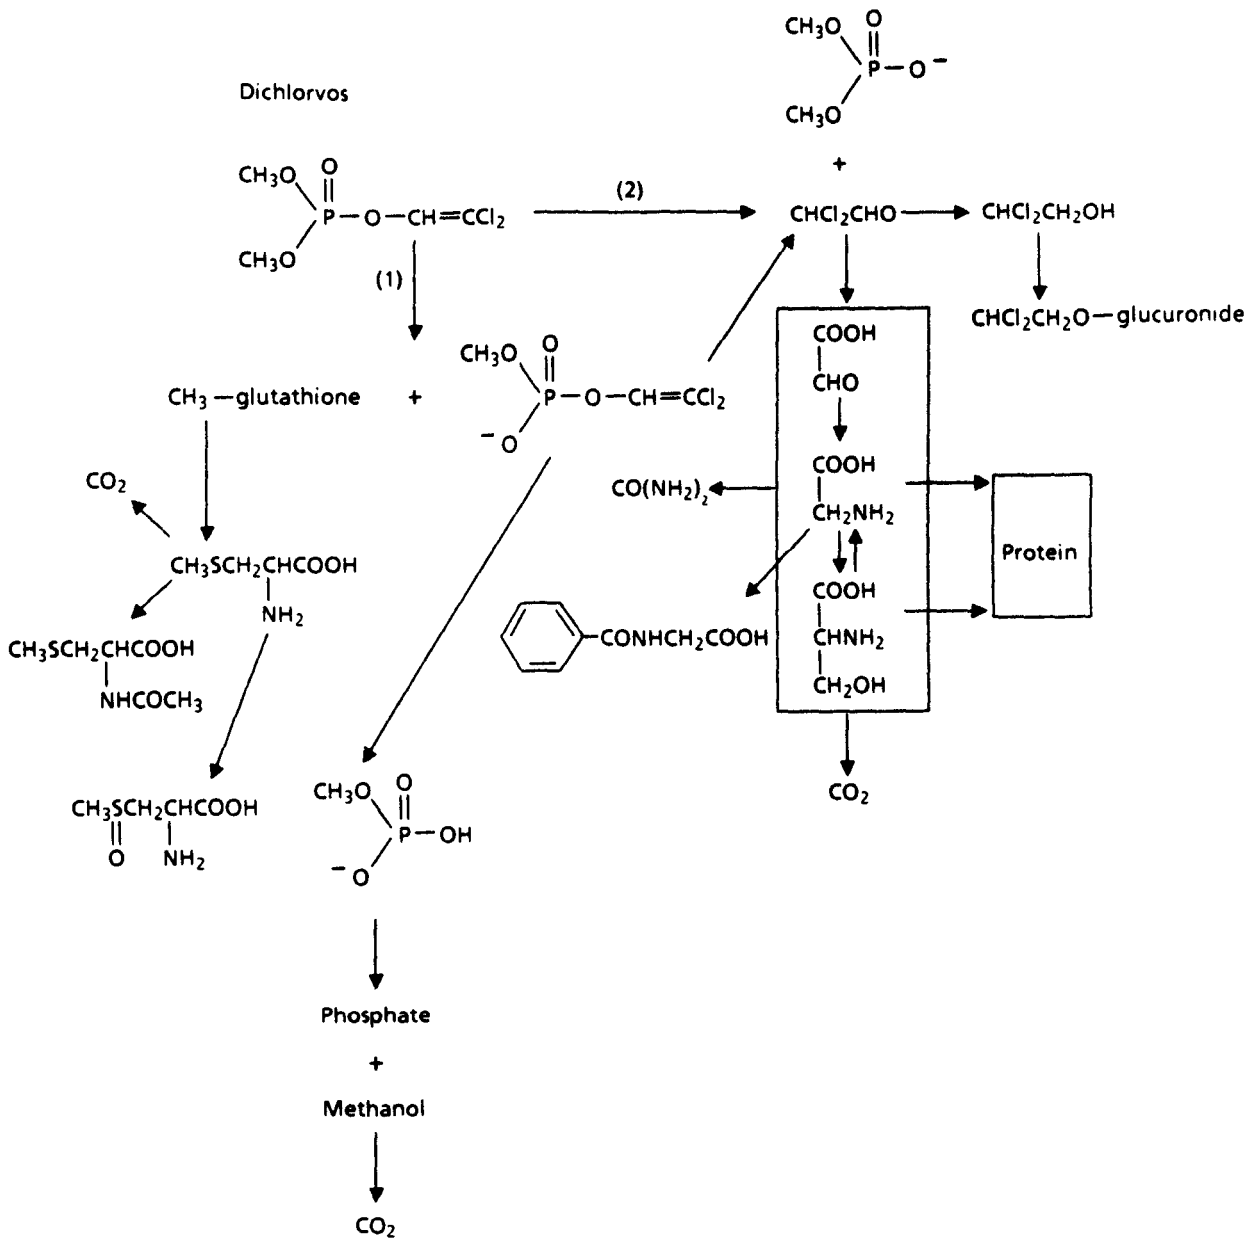 Dichlorvos
CH3O
O
P—O—CH=CCl2
CH3O
(1)
(2)
CH3O
O
P—O −
CH3O
+
CHCl2CHO
CHCl2CH2OH
CHCl2CH2O—glucuronide
CH3—glutathione
+
CH3O
O
P—O—CH=CCl2
−O
COOH
CHO
COOH
CH2NH2
COOH
CHNH2
CH2OH
CO(NH2)2
Protein
CONHCH2COOH
CO2
CO2
CH3SCH2CHCOOH
NH2
CH3SCH2CHCOOH
NHCOCH3
CH3SCH2CHCOOH
O NH2
CH3O
O
P—OH
−O
Phosphate
+
Methanol
CO2